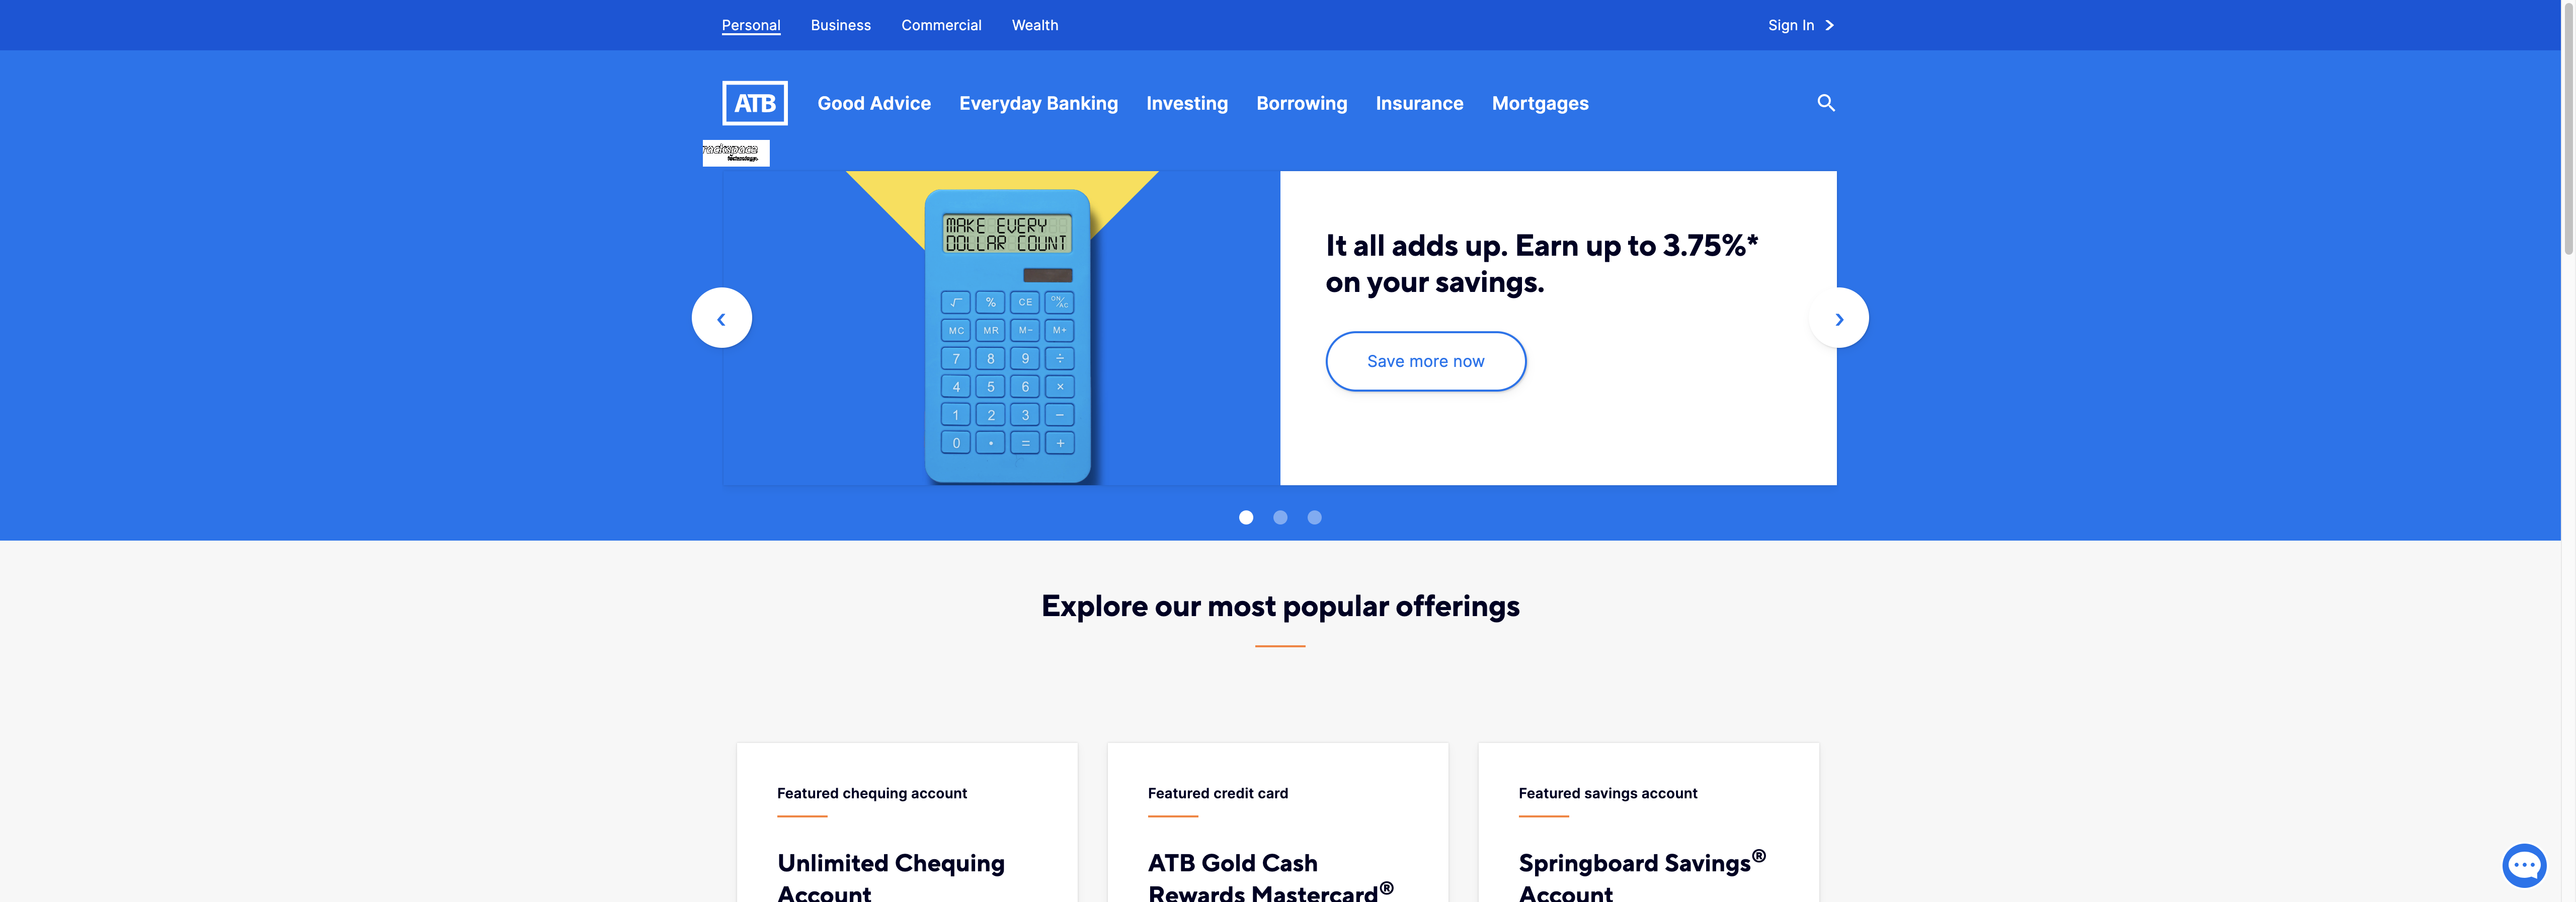 Personal Business Commercial Wealth Sign In
ATB Good Advice Everyday Banking Investing Borrowing Insurance Mortgages
rackspace
technology.
MAKE EVERY
DOLLAR COUNT
√ % CE ON/AC
MC MR M− M+
7 8 9 ÷
4 5 6 ×
1 2 3 −
0 . = +
It all adds up. Earn up to 3.75%*
on your savings.
Save more now
Explore our most popular offerings
Featured chequing account
Unlimited Chequing
Account
Featured credit card
ATB Gold Cash
Rewards Mastercard®
Featured savings account
Springboard Savings®
Account